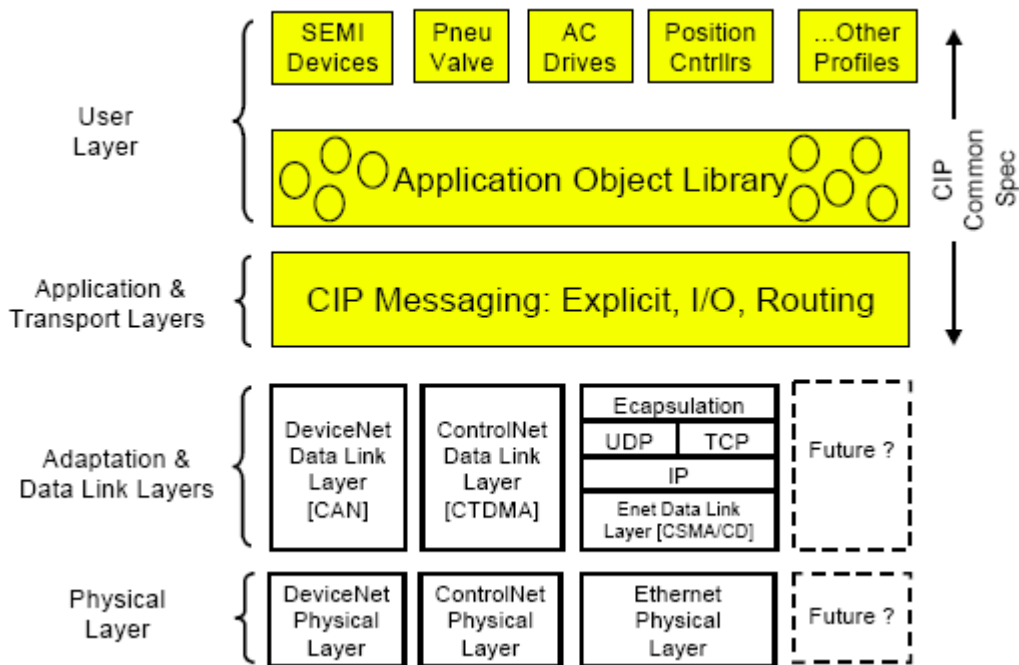 SEMI
Devices
Pneu
Valve
AC
Drives
Position
Cntrllrs
...Other
Profiles
User
Layer
Application Object Library
CIP
Common
Spec
Application &
Transport Layers
CIP Messaging: Explicit, I/O, Routing
Adaptation &
Data Link Layers
DeviceNet
Data Link
Layer
[CAN]
ControlNet
Data Link
Layer
[CTDMA]
Ecapsulation
UDP
TCP
IP
Enet Data Link
Layer [CSMA/CD]
Future ?
Physical
Layer
DeviceNet
Physical
Layer
ControlNet
Physical
Layer
Ethernet
Physical
Layer
Future ?